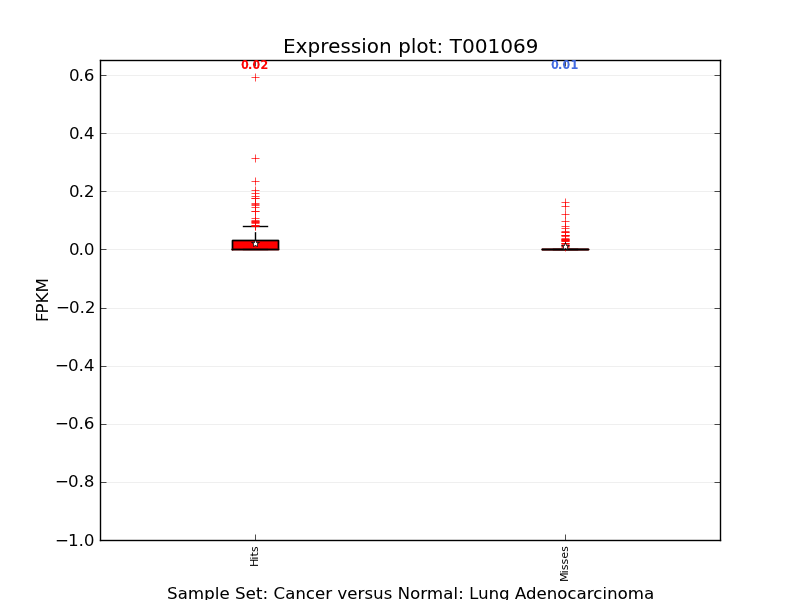 Expression plot: T001069
0.02
0.01
0.6
0.4
0.2
0.0
−0.2
−0.4
−0.6
−0.8
−1.0
FPKM
Hits
Misses
Sample Set: Cancer versus Normal: Lung Adenocarcinoma